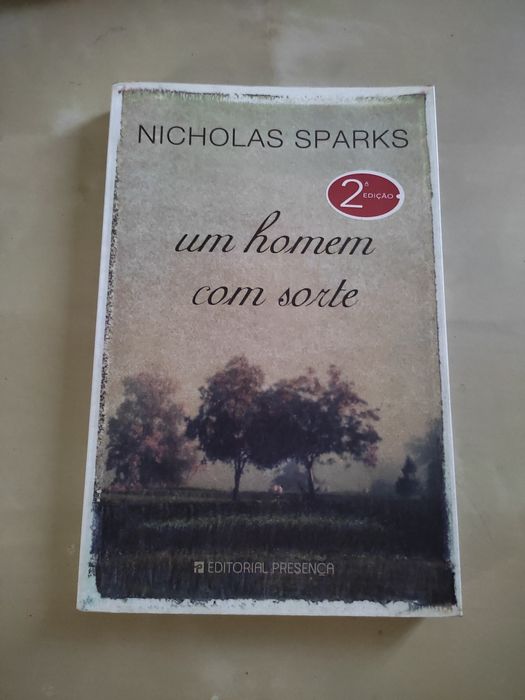 NICHOLAS SPARKS
2ª
EDIÇÃO
um homem
com sorte
EDITORIAL PRESENÇA